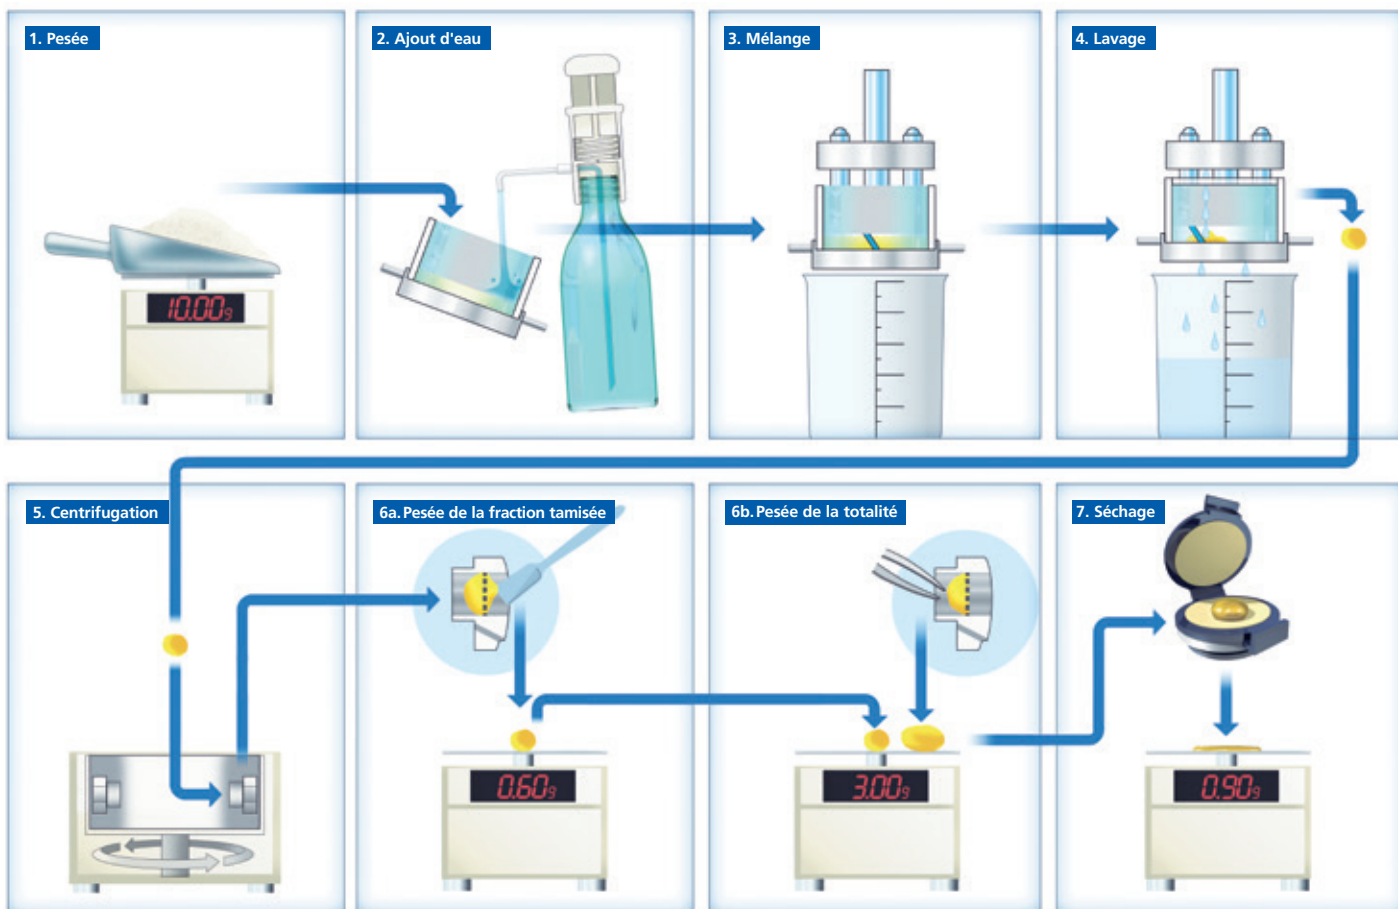 1. Pesée
2. Ajout d'eau
3. Mélange
4. Lavage
10.00g
5. Centrifugation
6a. Pesée de la fraction tamisée
6b. Pesée de la totalité
7. Séchage
0.60g
3.00g
0.90g